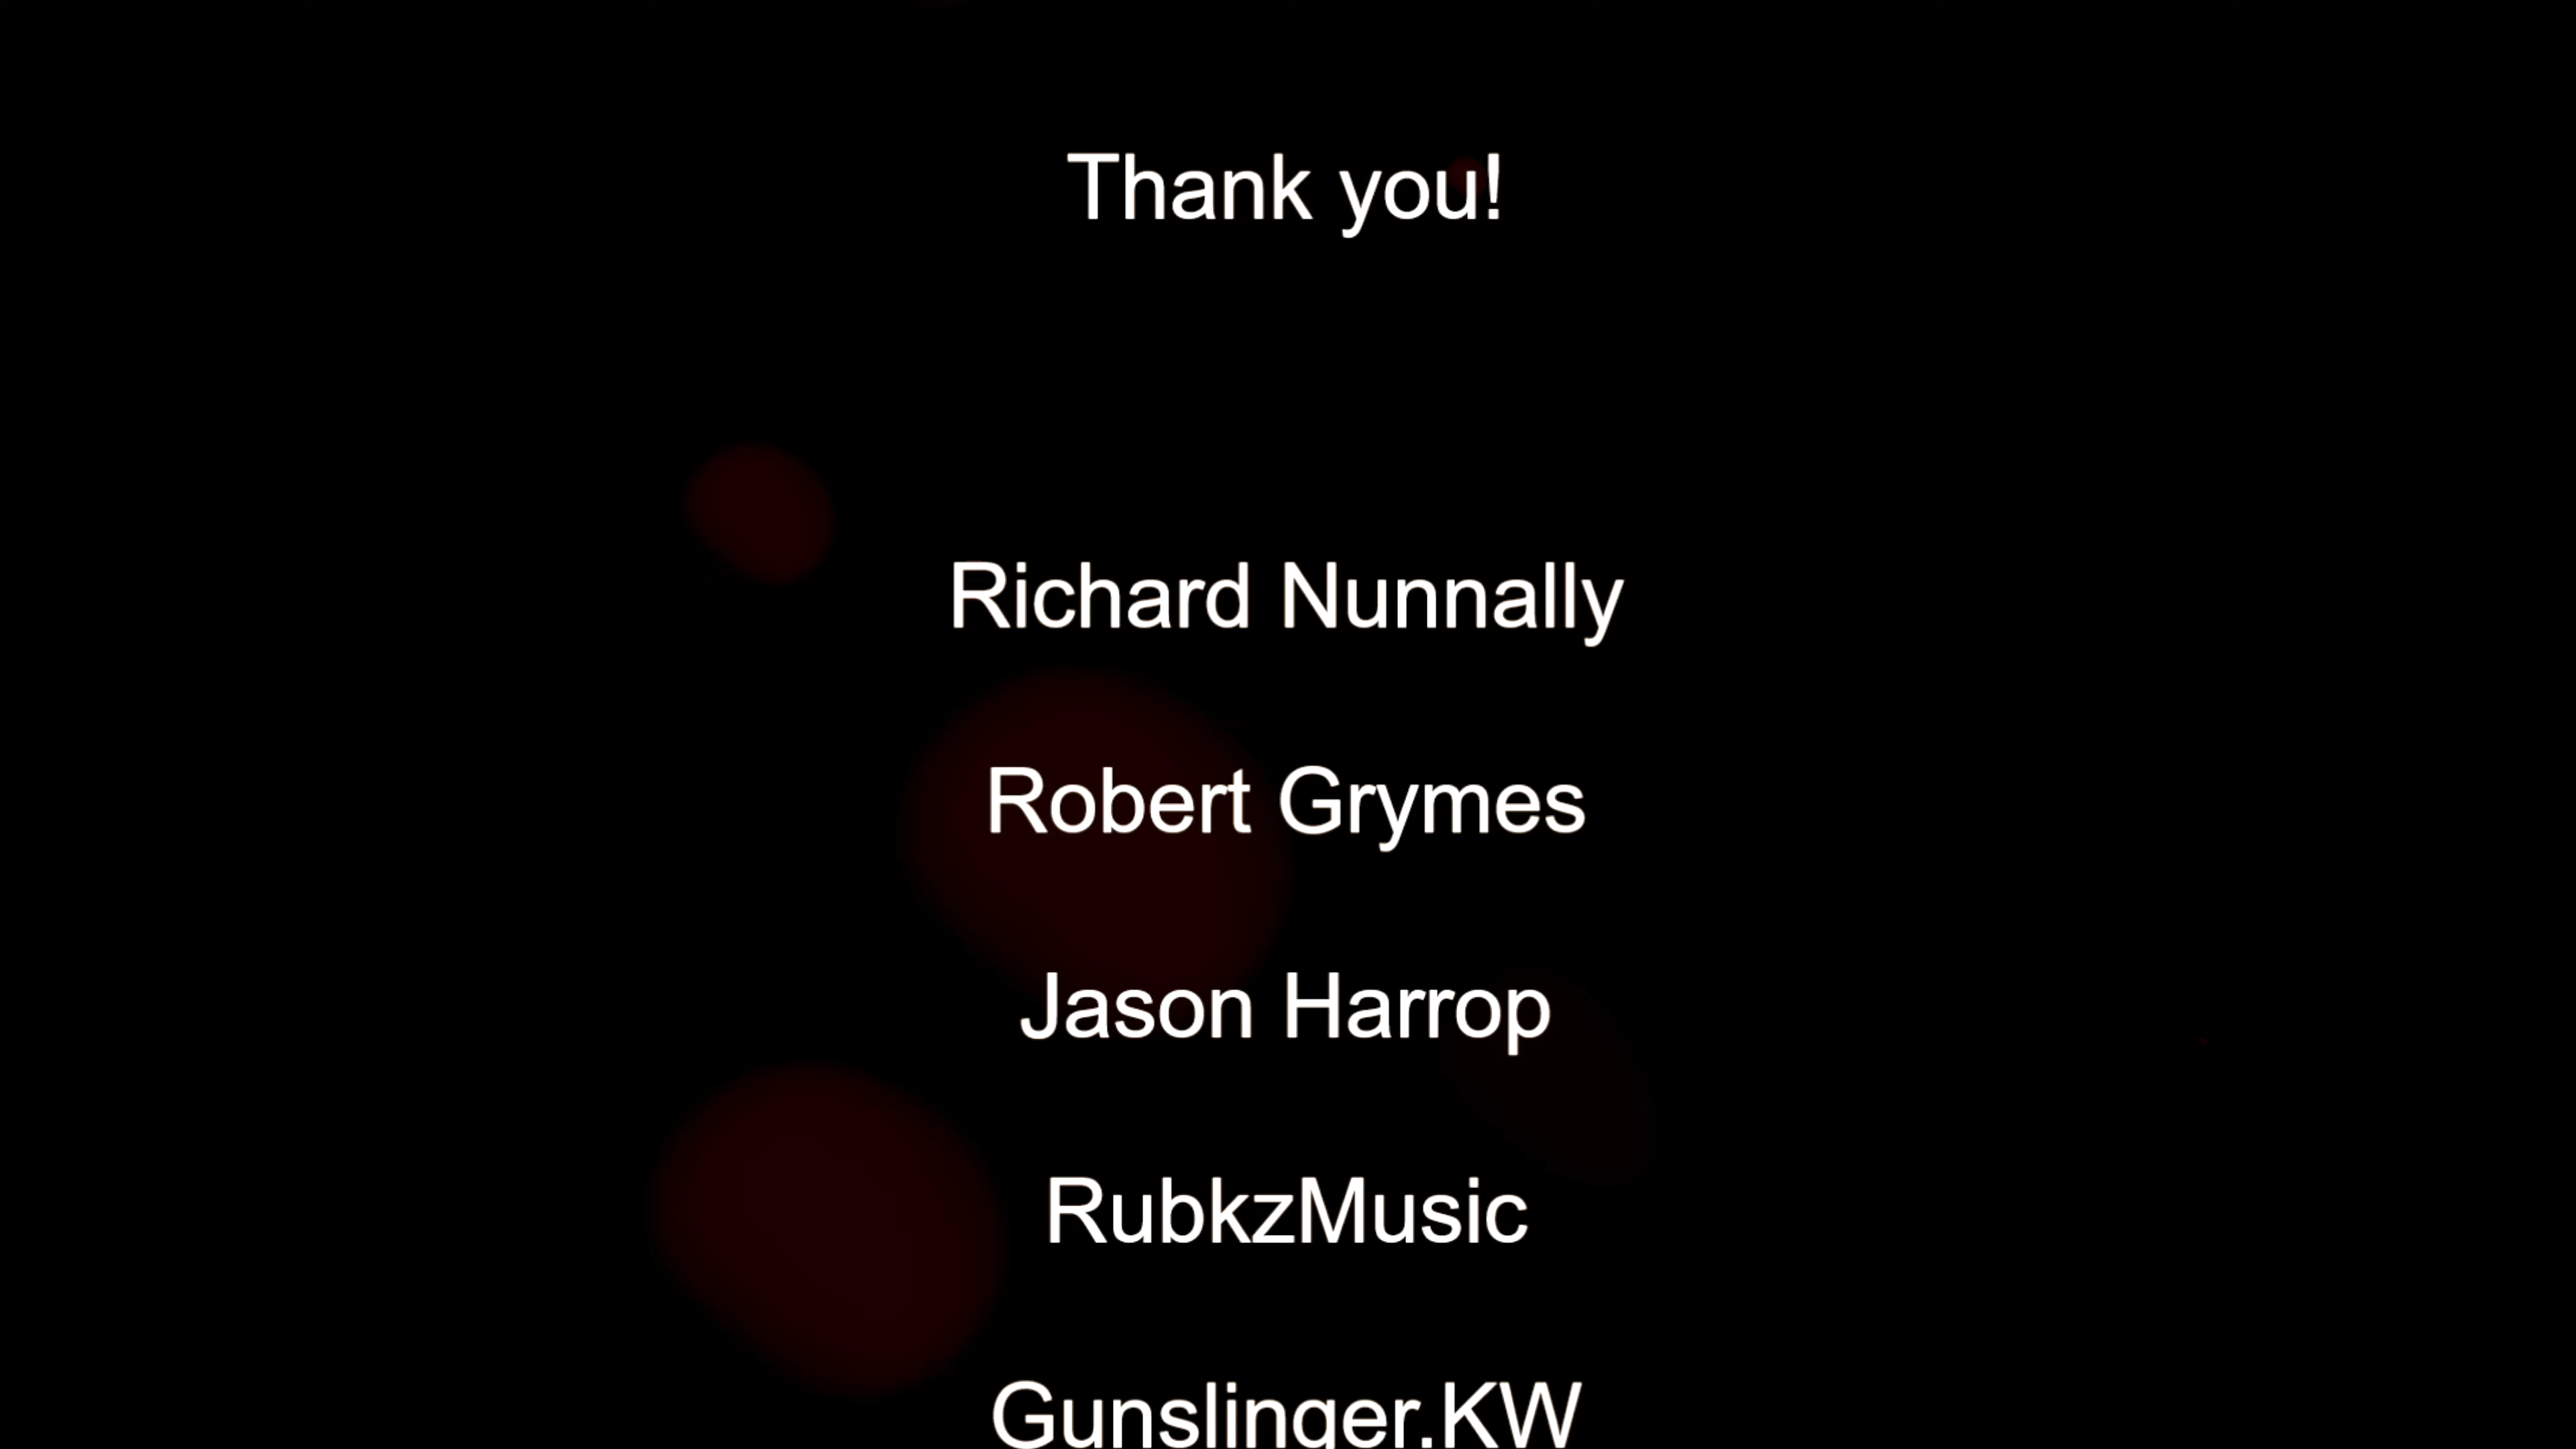 Thank you!
Richard Nunnally
Robert Grymes
Jason Harrop
RubkzMusic
Gunslinger.KW